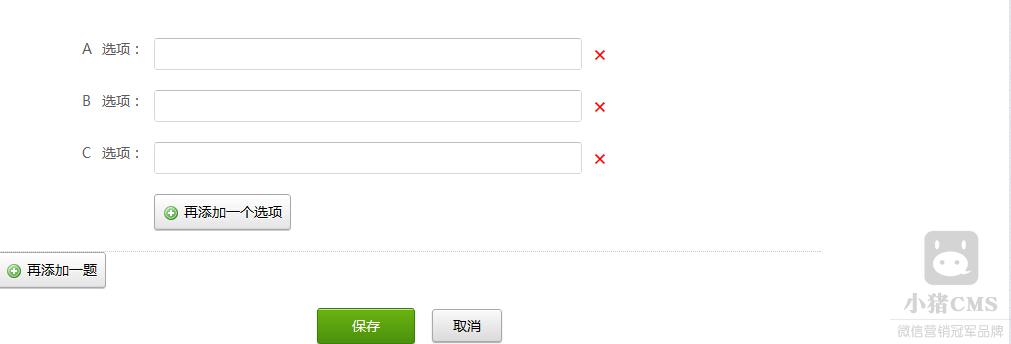 A 选项：
B 选项：
C 选项：
再添加一个选项
再添加一题
保存 取消
小猪CMS
微信营销冠军品牌